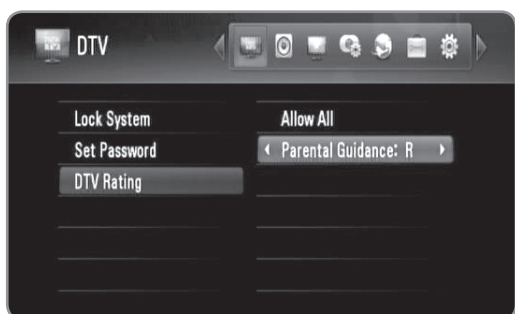 DTV
Lock System
Set Password
DTV Rating
Allow All
Parental Guidance: R